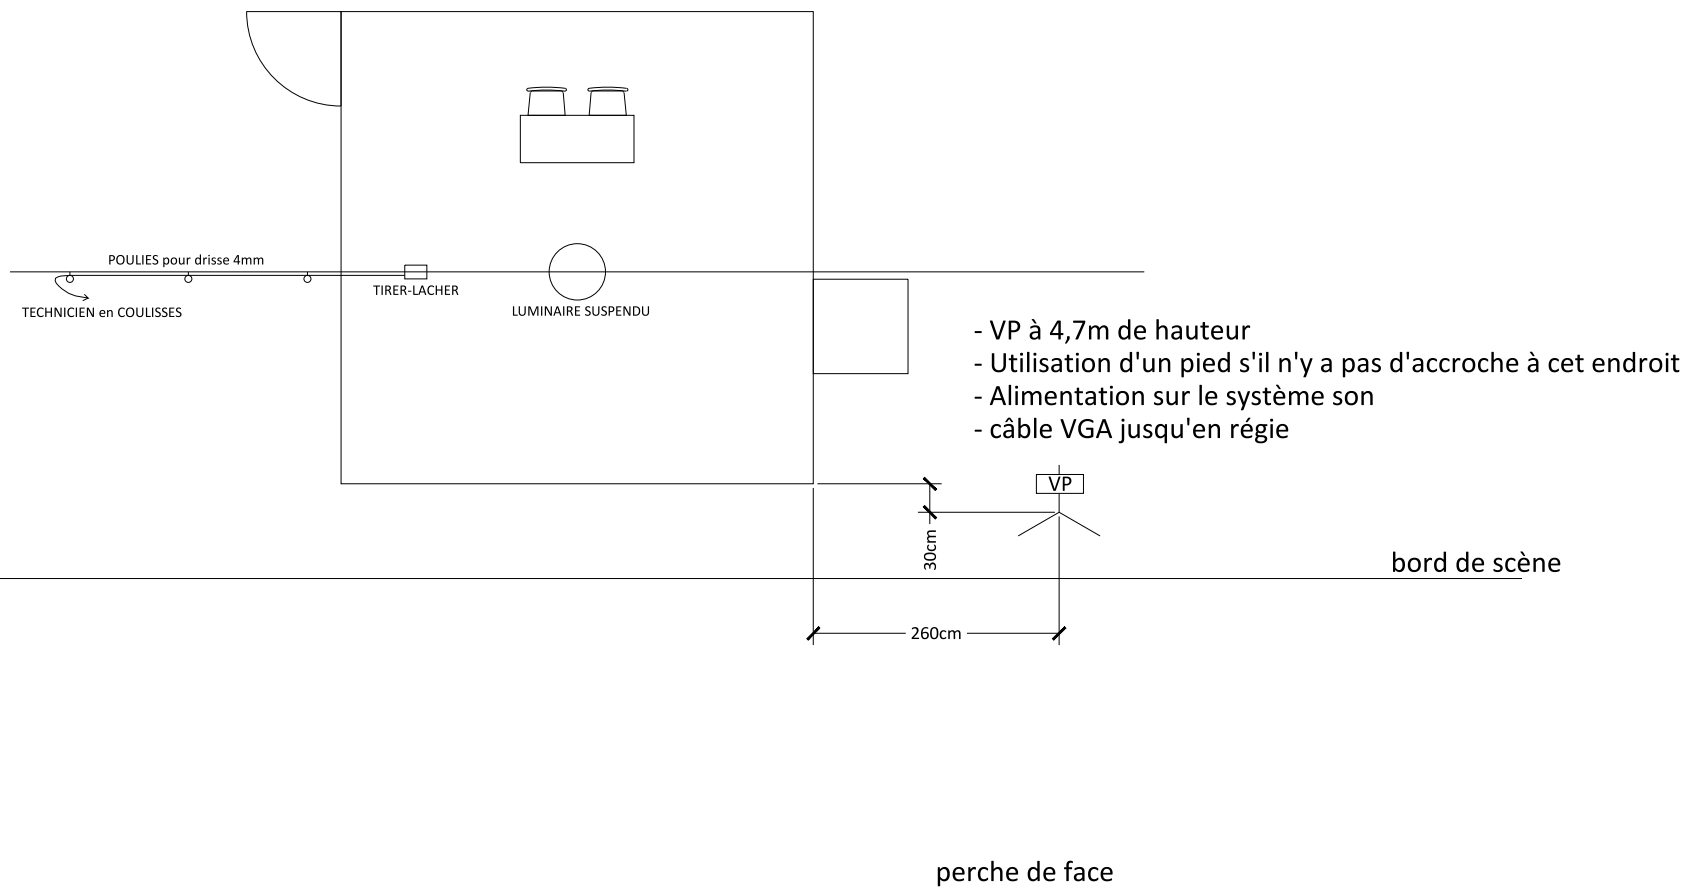 POULIES pour drisse 4mm
TIRER-LACHER
TECHNICIEN en COULISSES
LUMINAIRE SUSPENDU
- VP à 4,7m de hauteur
- Utilisation d'un pied s'il n'y a pas d'accroche à cet endroit
- Alimentation sur le système son
- câble VGA jusqu'en régie
VP
30cm
bord de scène
260cm
perche de face